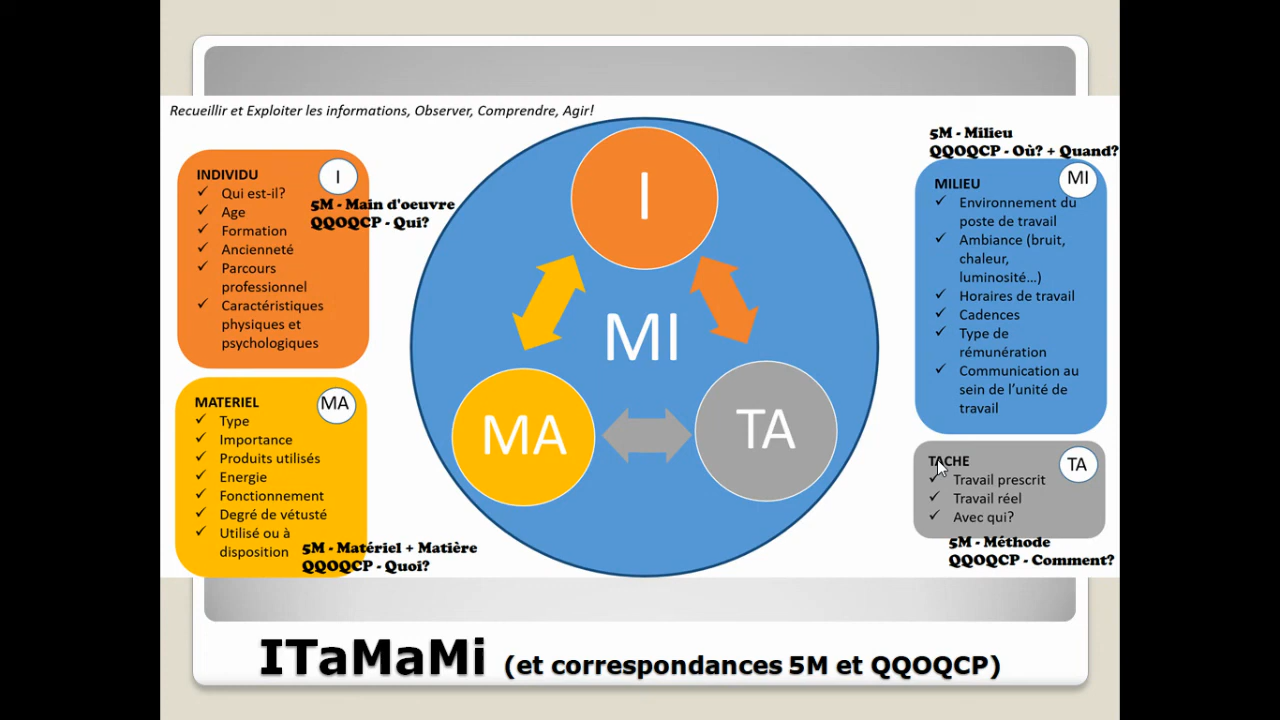 Recueillir et Exploiter les informations, Observer, Comprendre, Agir!
INDIVIDU
I
Qui est-il?
Age
Formation
Ancienneté
Parcours
professionnel
Caractéristiques
physiques et
psychologiques
5M - Main d'oeuvre
QQOQCP - Qui?
MATERIEL
MA
Type
Importance
Produits utilisés
Energie
Fonctionnement
Degré de vétusté
Utilisé ou à
disposition
5M - Matériel + Matière
QQOQCP - Quoi?
I
MI
MA
TA
5M - Milieu
QQOQCP - Où? + Quand?
MILIEU
MI
Environnement du
poste de travail
Ambiance (bruit,
chaleur,
luminosité...)
Horaires de travail
Cadences
Type de
rémunération
Communication au
sein de l'unité de
travail
TACHE
TA
Travail prescrit
Travail réel
Avec qui?
5M - Méthode
QQOQCP - Comment?
ITaMaMi (et correspondances 5M et QQOQCP)